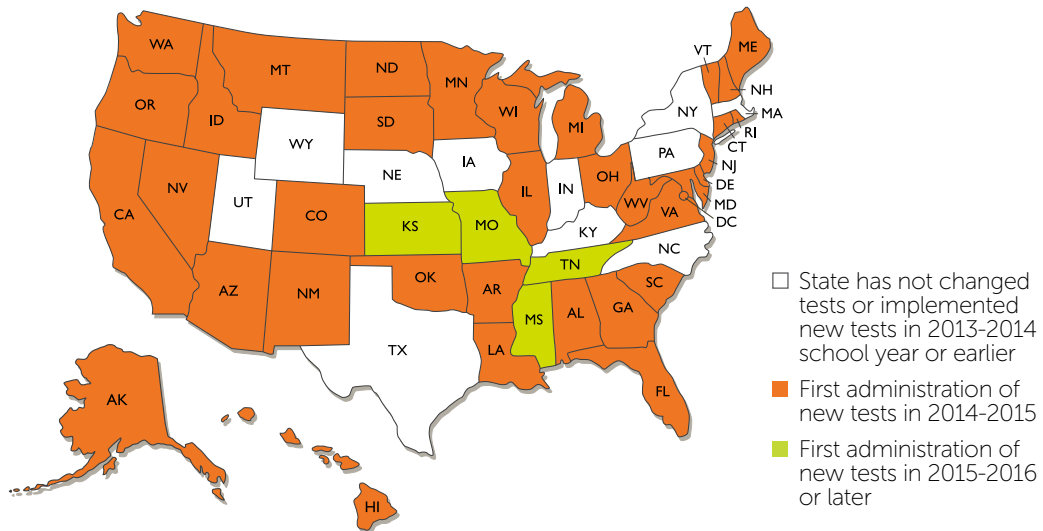 WA
MT
ND
MN
VT
ME
OR
ID
SD
WI
MI
NY
NH
MA
RI
CT
WY
IA
PA
NJ
NE
NV
UT
CO
IL
IN
OH
WV
VA
DE
MD
DC
CA
KS
MO
KY
NC
TN
AZ
NM
OK
AR
SC
MS
AL
GA
TX
LA
FL
AK
HI
State has not changed
tests or implemented
new tests in 2013-2014
school year or earlier
First administration of
new tests in 2014-2015
First administration of
new tests in 2015-2016
or later